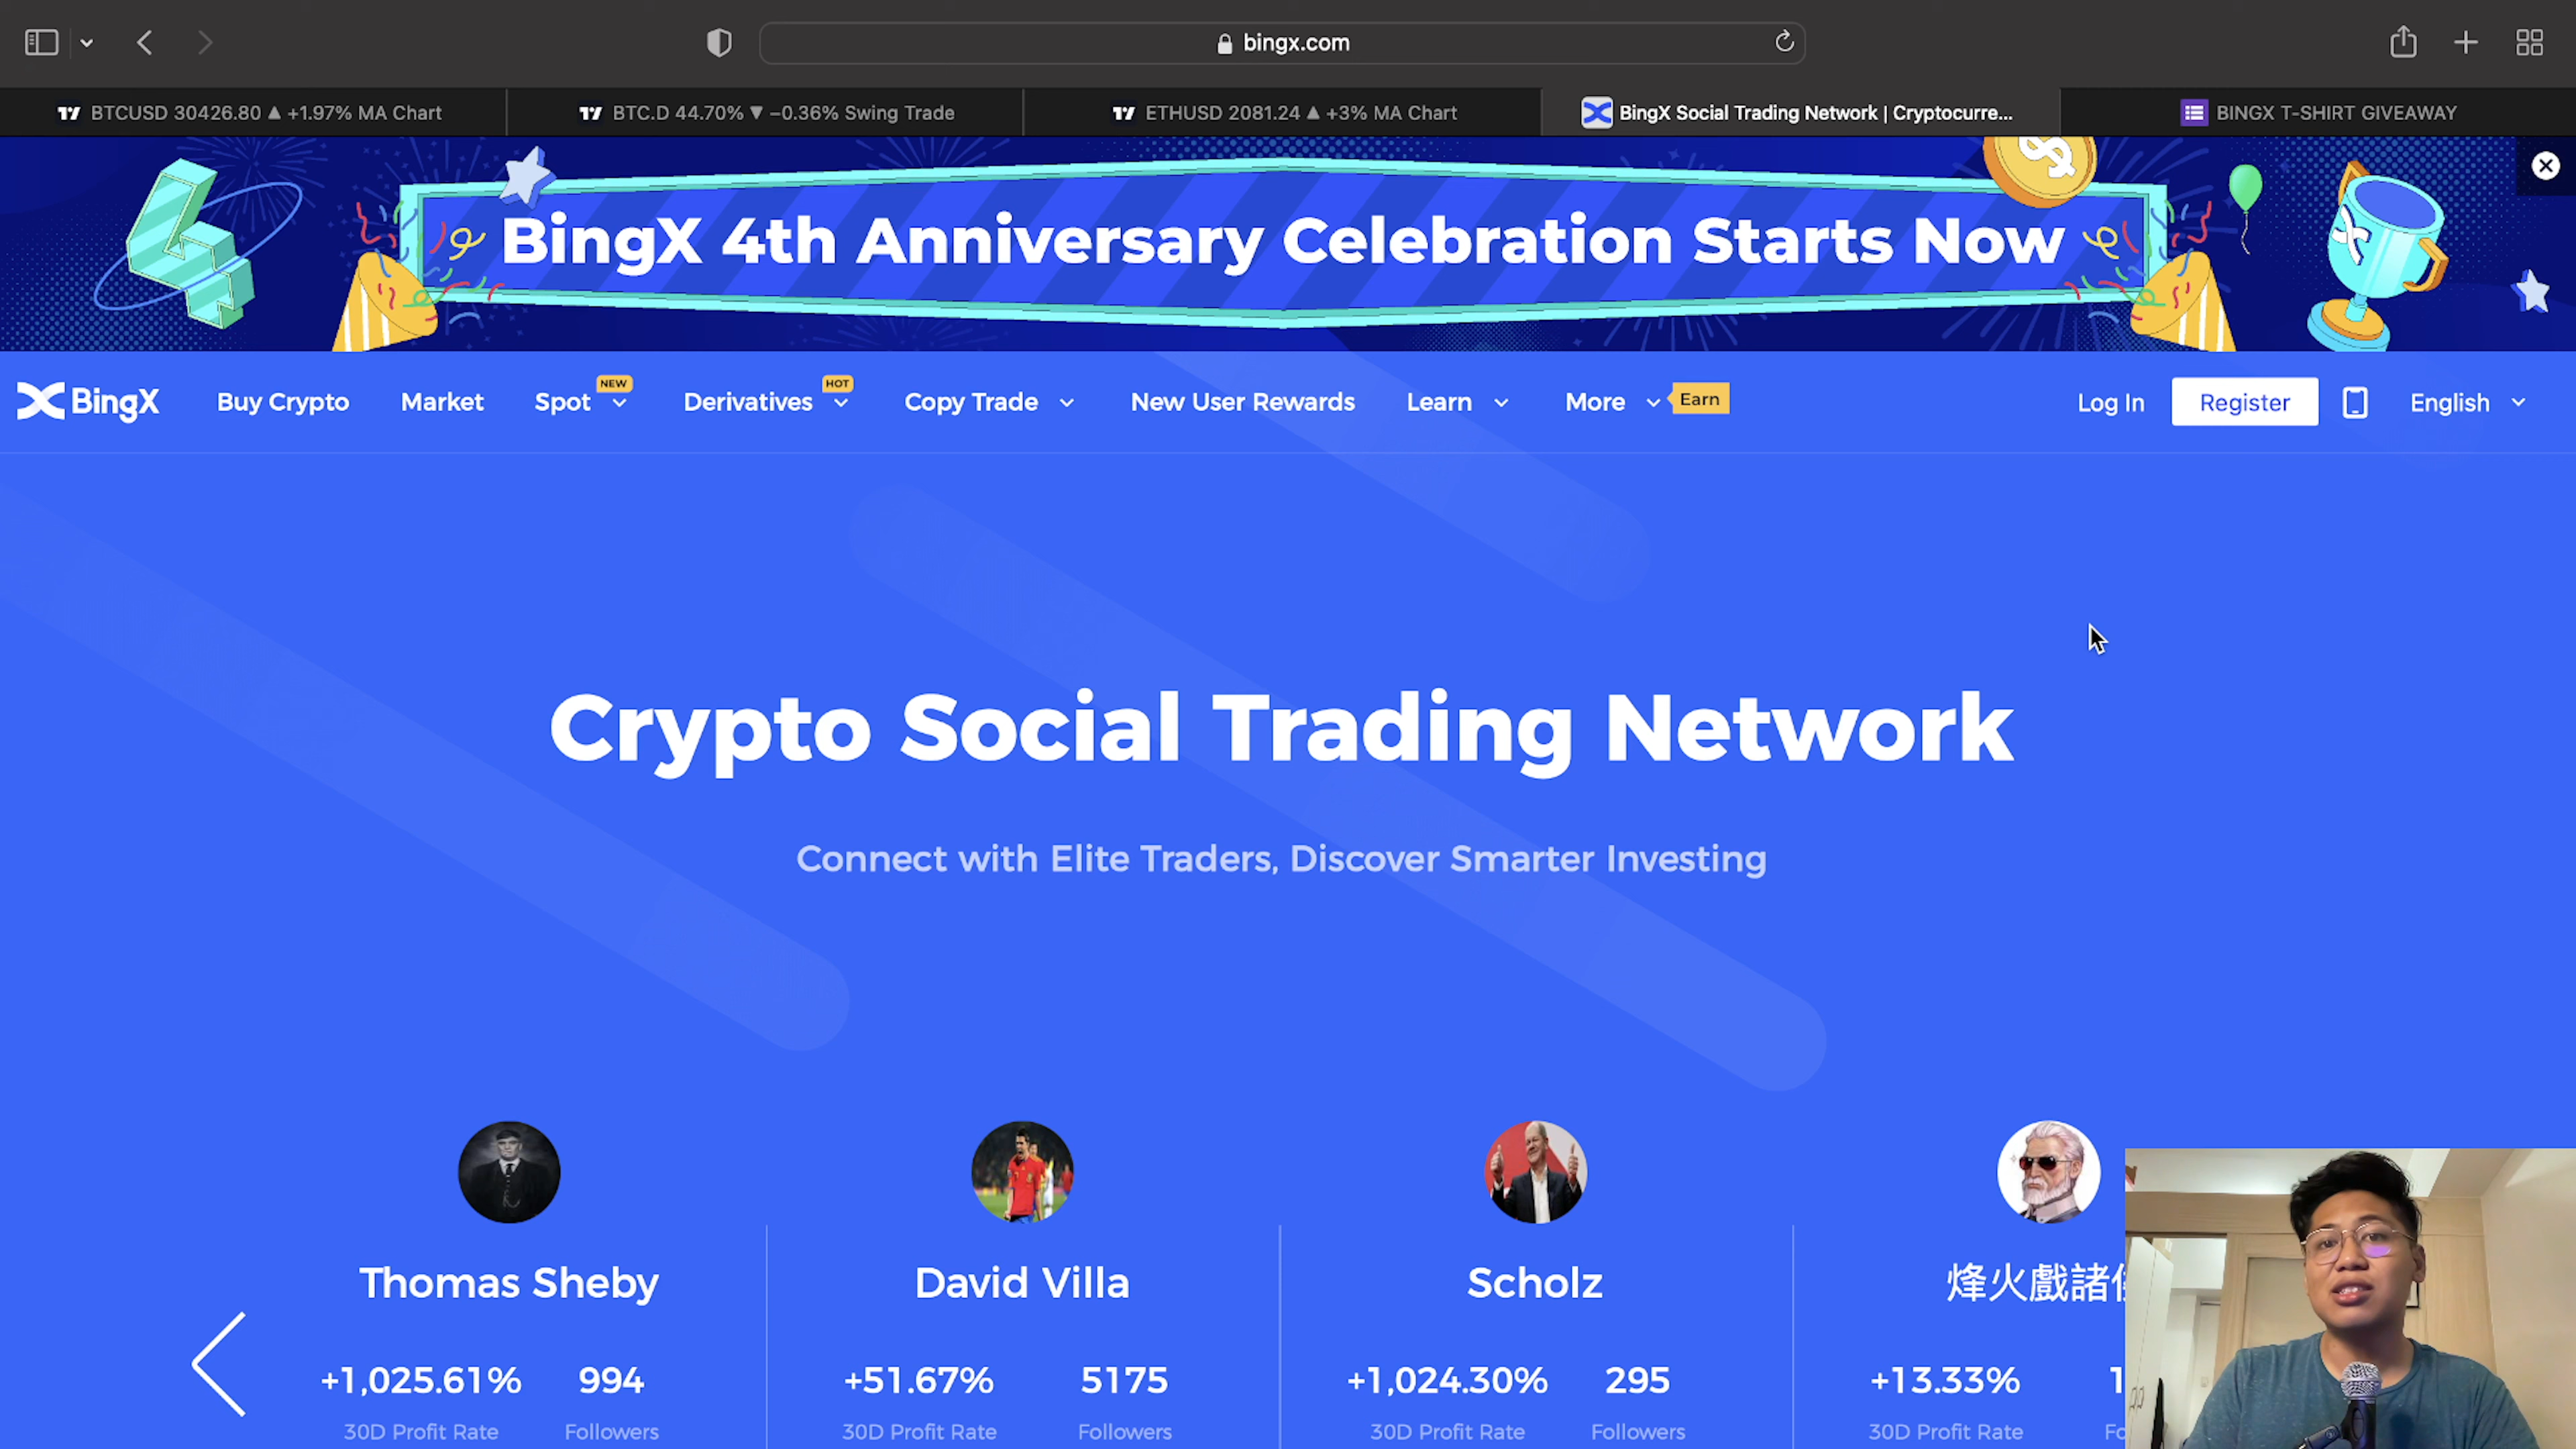 bingx.com
BTCUSD 30426.80 ▲ +1.97% MA Chart
BTC.D 44.70% ▼ −0.36% Swing Trade
ETHUSD 2081.24 ▲ +3% MA Chart
BingX Social Trading Network | Cryptocurre...
BINGX T-SHIRT GIVEAWAY
BingX 4th Anniversary Celebration Starts Now
BingX
Buy Crypto
Market
Spot
NEW
Derivatives
HOT
Copy Trade
New User Rewards
Learn
More
Earn
Log In
Register
English
Crypto Social Trading Network
Connect with Elite Traders, Discover Smarter Investing
Thomas Sheby
David Villa
Scholz
烽火戲諸
+1,025.61%
994
+51.67%
5175
+1,024.30%
295
+13.33%
1
30D Profit Rate
Followers
30D Profit Rate
Followers
30D Profit Rate
Followers
30D Profit Rate